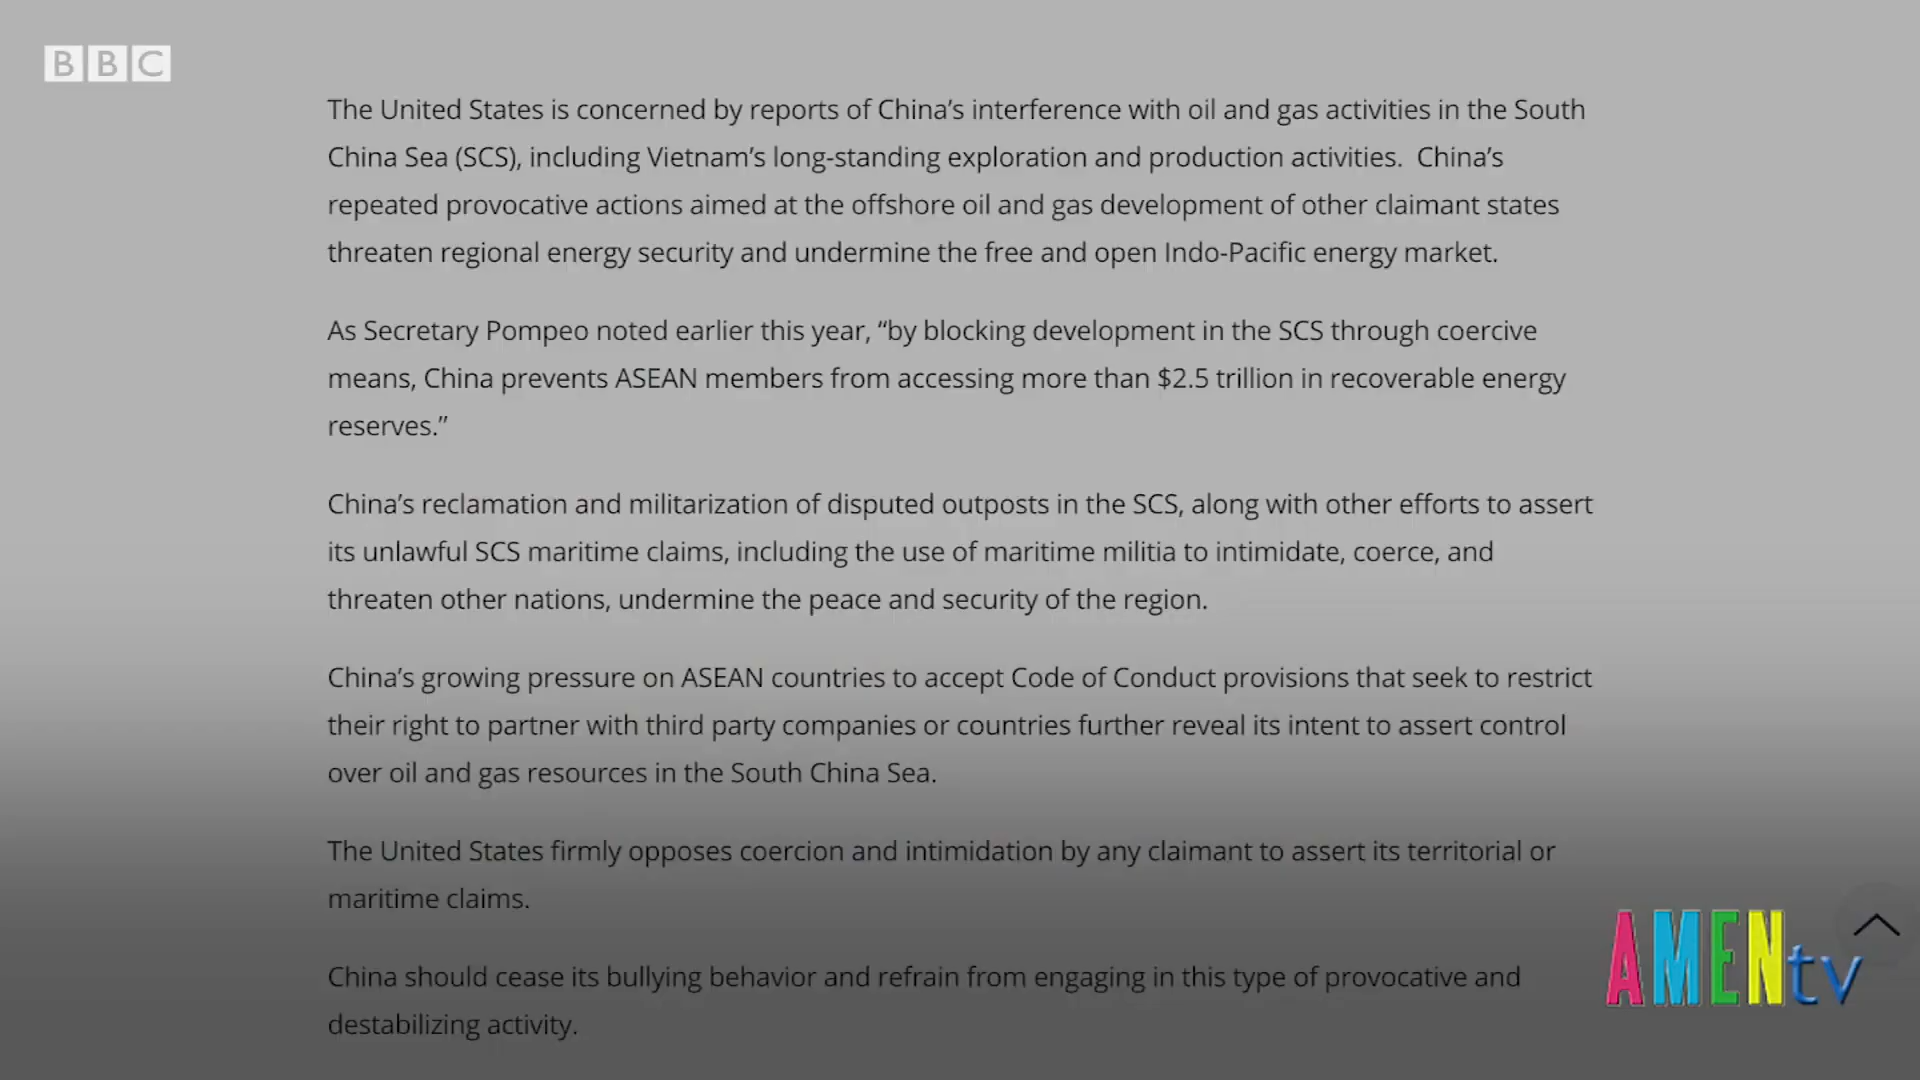 BBC
The United States is concerned by reports of China’s interference with oil and gas activities in the South
China Sea (SCS), including Vietnam’s long-standing exploration and production activities.  China’s
repeated provocative actions aimed at the offshore oil and gas development of other claimant states
threaten regional energy security and undermine the free and open Indo-Pacific energy market.
As Secretary Pompeo noted earlier this year, “by blocking development in the SCS through coercive
means, China prevents ASEAN members from accessing more than $2.5 trillion in recoverable energy
reserves.”
China’s reclamation and militarization of disputed outposts in the SCS, along with other efforts to assert
its unlawful SCS maritime claims, including the use of maritime militia to intimidate, coerce, and
threaten other nations, undermine the peace and security of the region.
China’s growing pressure on ASEAN countries to accept Code of Conduct provisions that seek to restrict
their right to partner with third party companies or countries further reveal its intent to assert control
over oil and gas resources in the South China Sea.
The United States firmly opposes coercion and intimidation by any claimant to assert its territorial or
maritime claims.
China should cease its bullying behavior and refrain from engaging in this type of provocative and
destabilizing activity.
AMENtv